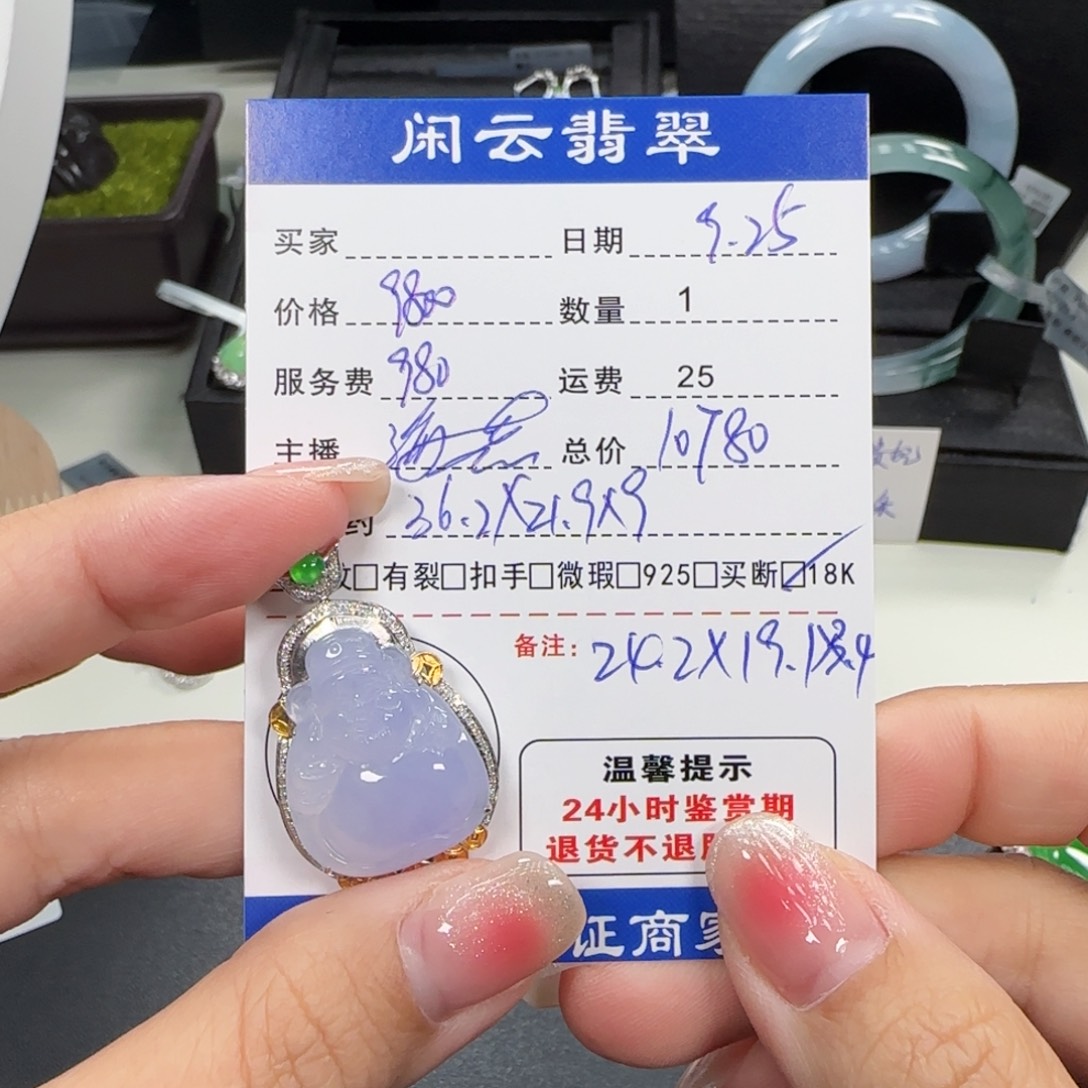 闲云翡翠
买家 日期 9.25
价格 9800 数量 1
服务费 980 运费 25
主播 总价 10780
约 36.2X21.9X9
纹□有裂□扣手□微瑕□925□买断☑18K
备注: 24.2X19.1X8.4
温馨提示
24小时鉴赏期
退货不退
证商家